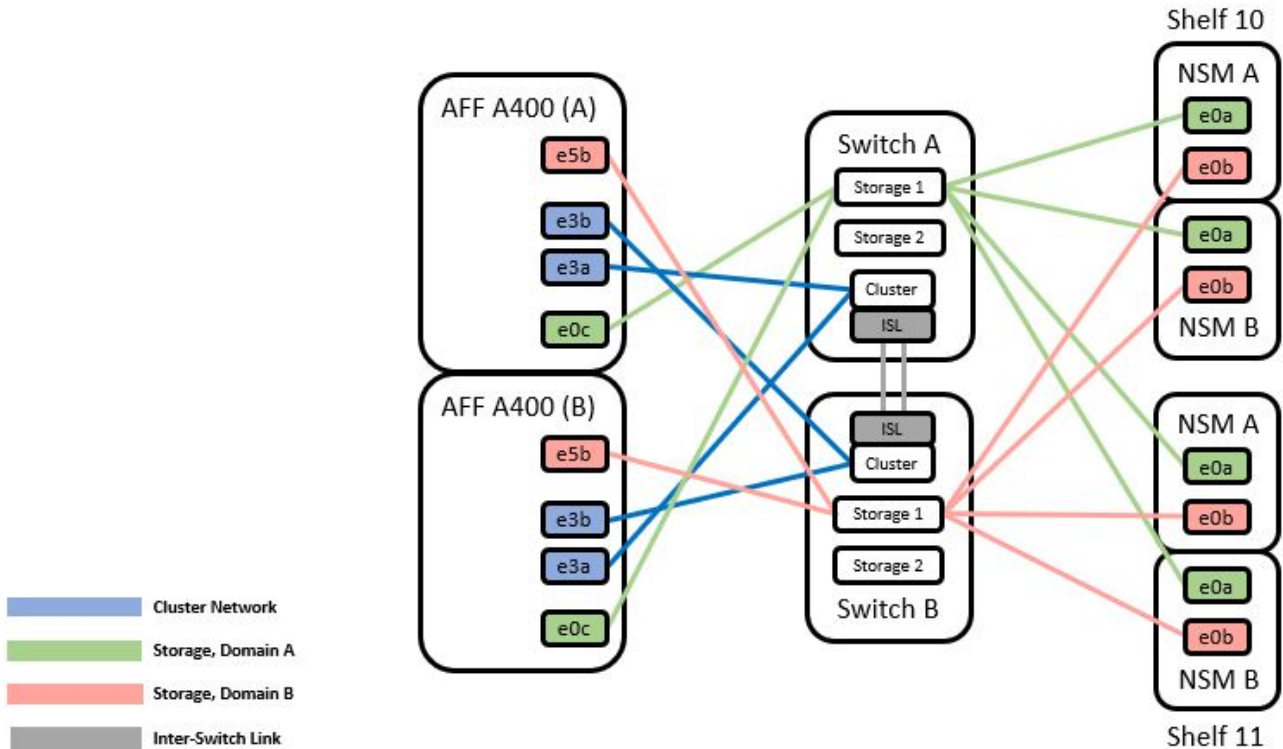 AFF A400 (A)
e5b
e3b
e3a
e0c
AFF A400 (B)
e5b
e3b
e3a
e0c
Switch A
Storage 1
Storage 2
Cluster
ISL
ISL
Cluster
Storage 1
Storage 2
Switch B
Shelf 10
NSM A
e0a
e0b
e0a
e0b
NSM B
NSM A
e0a
e0b
e0a
e0b
NSM B
Shelf 11
Cluster Network
Storage, Domain A
Storage, Domain B
Inter-Switch Link